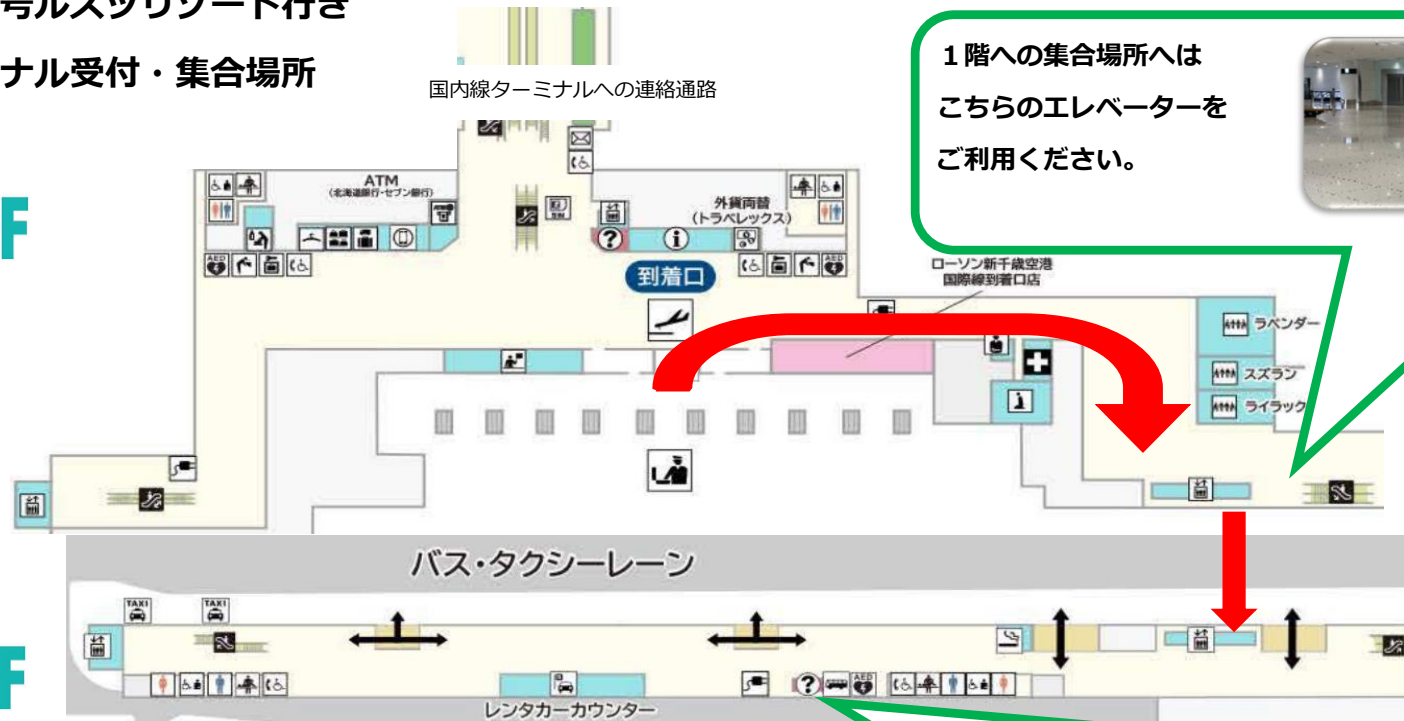 号ルスツリゾート行き
ナル受付・集合場所
国内線ターミナルへの連絡通路
１階への集合場所へは
こちらのエレベーターを
ご利用ください。
F
ATM
(北海道銀行・セブン銀行)
外貨両替
(トラベレックス)
AED
AED
到着口
ローソン新千歳空港
国際線到着口店
ラベンダー
スズラン
ライラック
バス・タクシーレーン
TAXI
TAXI
F
AED
レンタカーカウンター